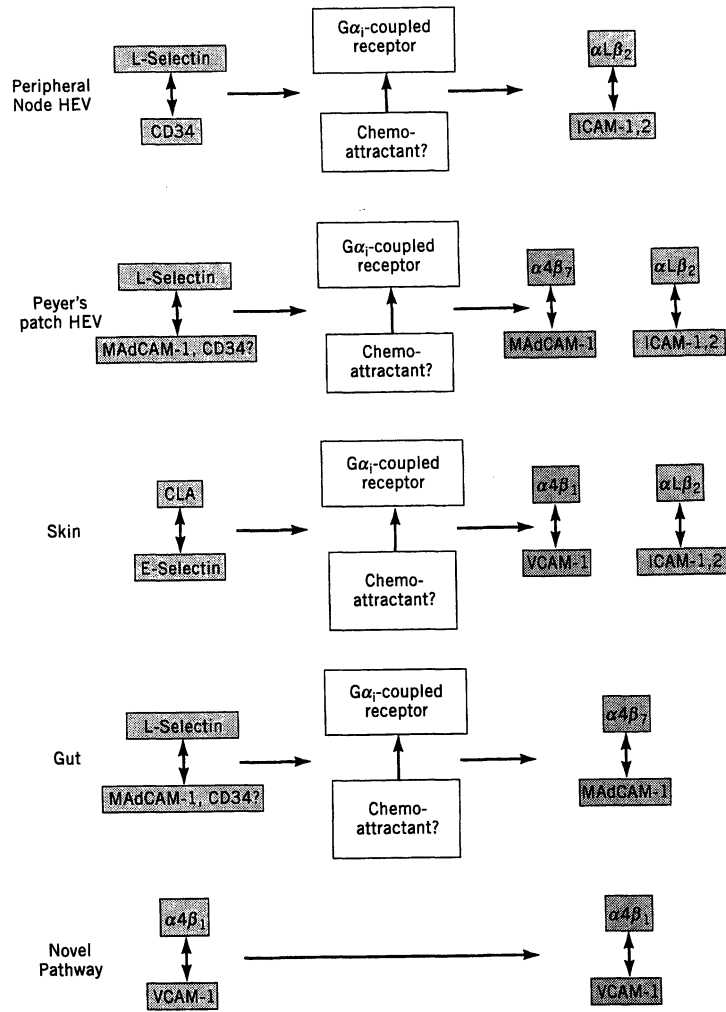 Peripheral
Node HEV
L-Selectin
CD34
Gαi-coupled
receptor
Chemo-
attractant?
αLβ2
ICAM-1,2
Peyer's
patch HEV
L-Selectin
MAdCAM-1, CD34?
Gαi-coupled
receptor
Chemo-
attractant?
α4β7
MAdCAM-1
αLβ2
ICAM-1,2
Skin
CLA
E-Selectin
Gαi-coupled
receptor
Chemo-
attractant?
α4β1
VCAM-1
αLβ2
ICAM-1,2
Gut
L-Selectin
MAdCAM-1, CD34?
Gαi-coupled
receptor
Chemo-
attractant?
α4β7
MAdCAM-1
Novel
Pathway
α4β1
VCAM-1
α4β1
VCAM-1